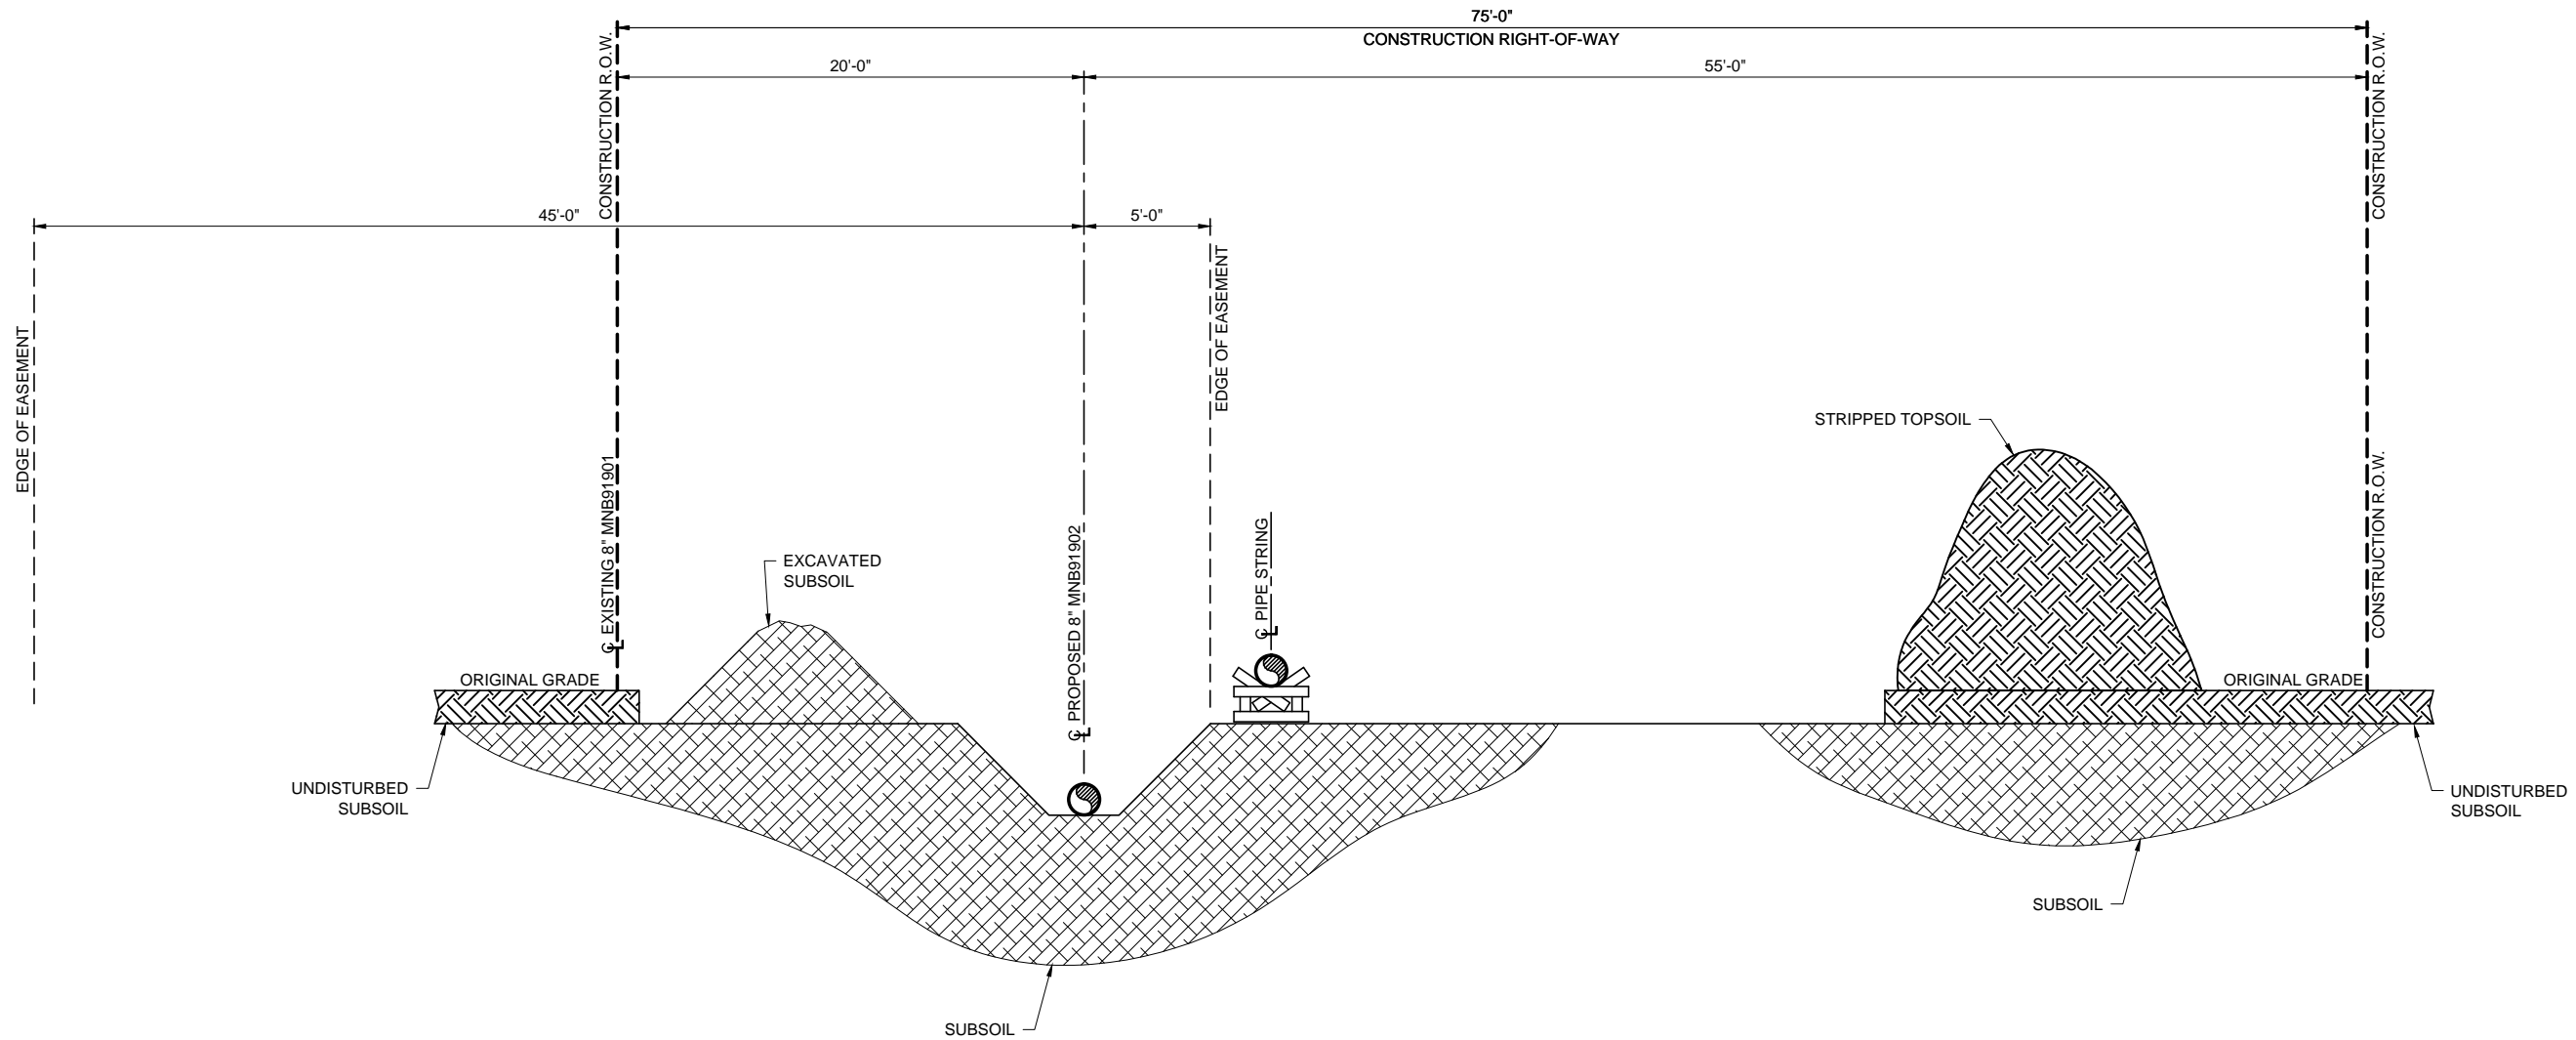 75'-0"
CONSTRUCTION RIGHT-OF-WAY
20'-0"
55'-0"
CONSTRUCTION R.O.W.
CONSTRUCTION R.O.W.
45'-0"
5'-0"
EDGE OF EASEMENT
EDGE OF EASEMENT
STRIPPED TOPSOIL
CONSTRUCTION R.O.W.
℄ EXISTING 8" MNB91901
EXCAVATED
SUBSOIL
℄ PROPOSED 8" MNB91902
℄ PIPE STRING
ORIGINAL GRADE
ORIGINAL GRADE
UNDISTURBED
SUBSOIL
UNDISTURBED
SUBSOIL
SUBSOIL
SUBSOIL